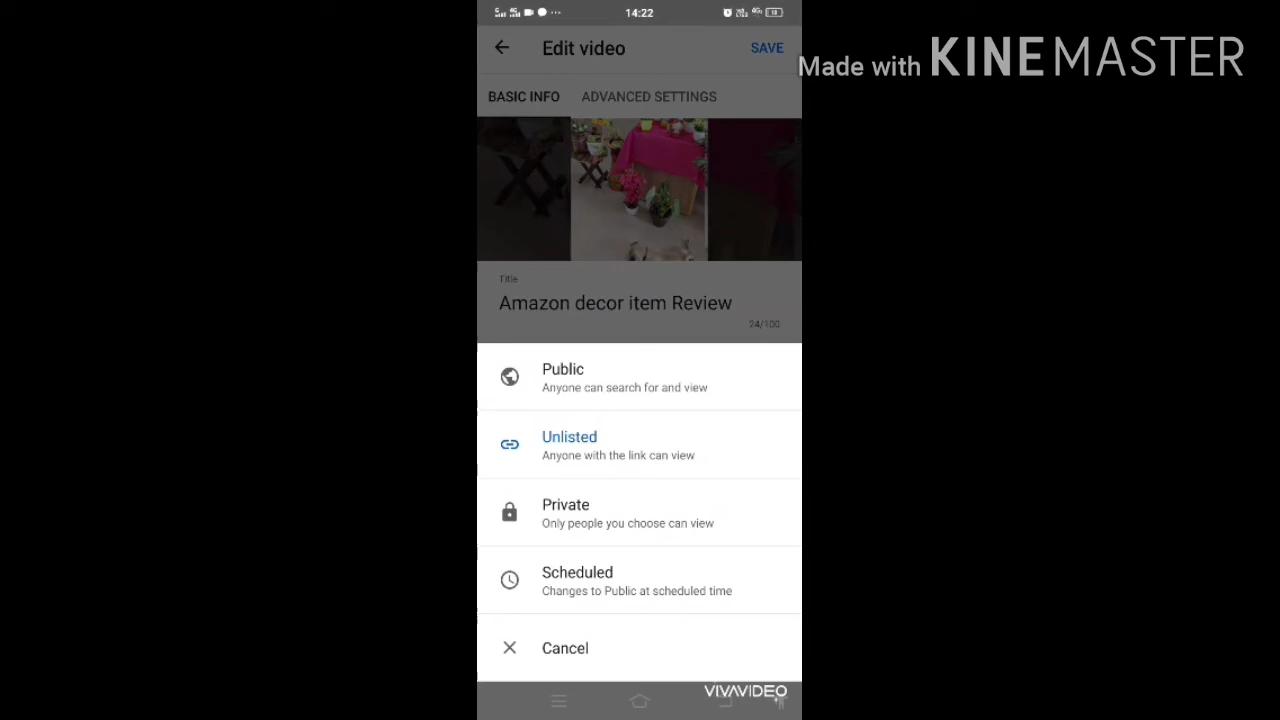 14:22
Edit video
SAVE
Made with KINEMASTER
BASIC INFO
ADVANCED SETTINGS
Title
Amazon decor item Review
24/100
Public
Anyone can search for and view
Unlisted
Anyone with the link can view
Private
Only people you choose can view
Scheduled
Changes to Public at scheduled time
Cancel
VIVAVIDEO